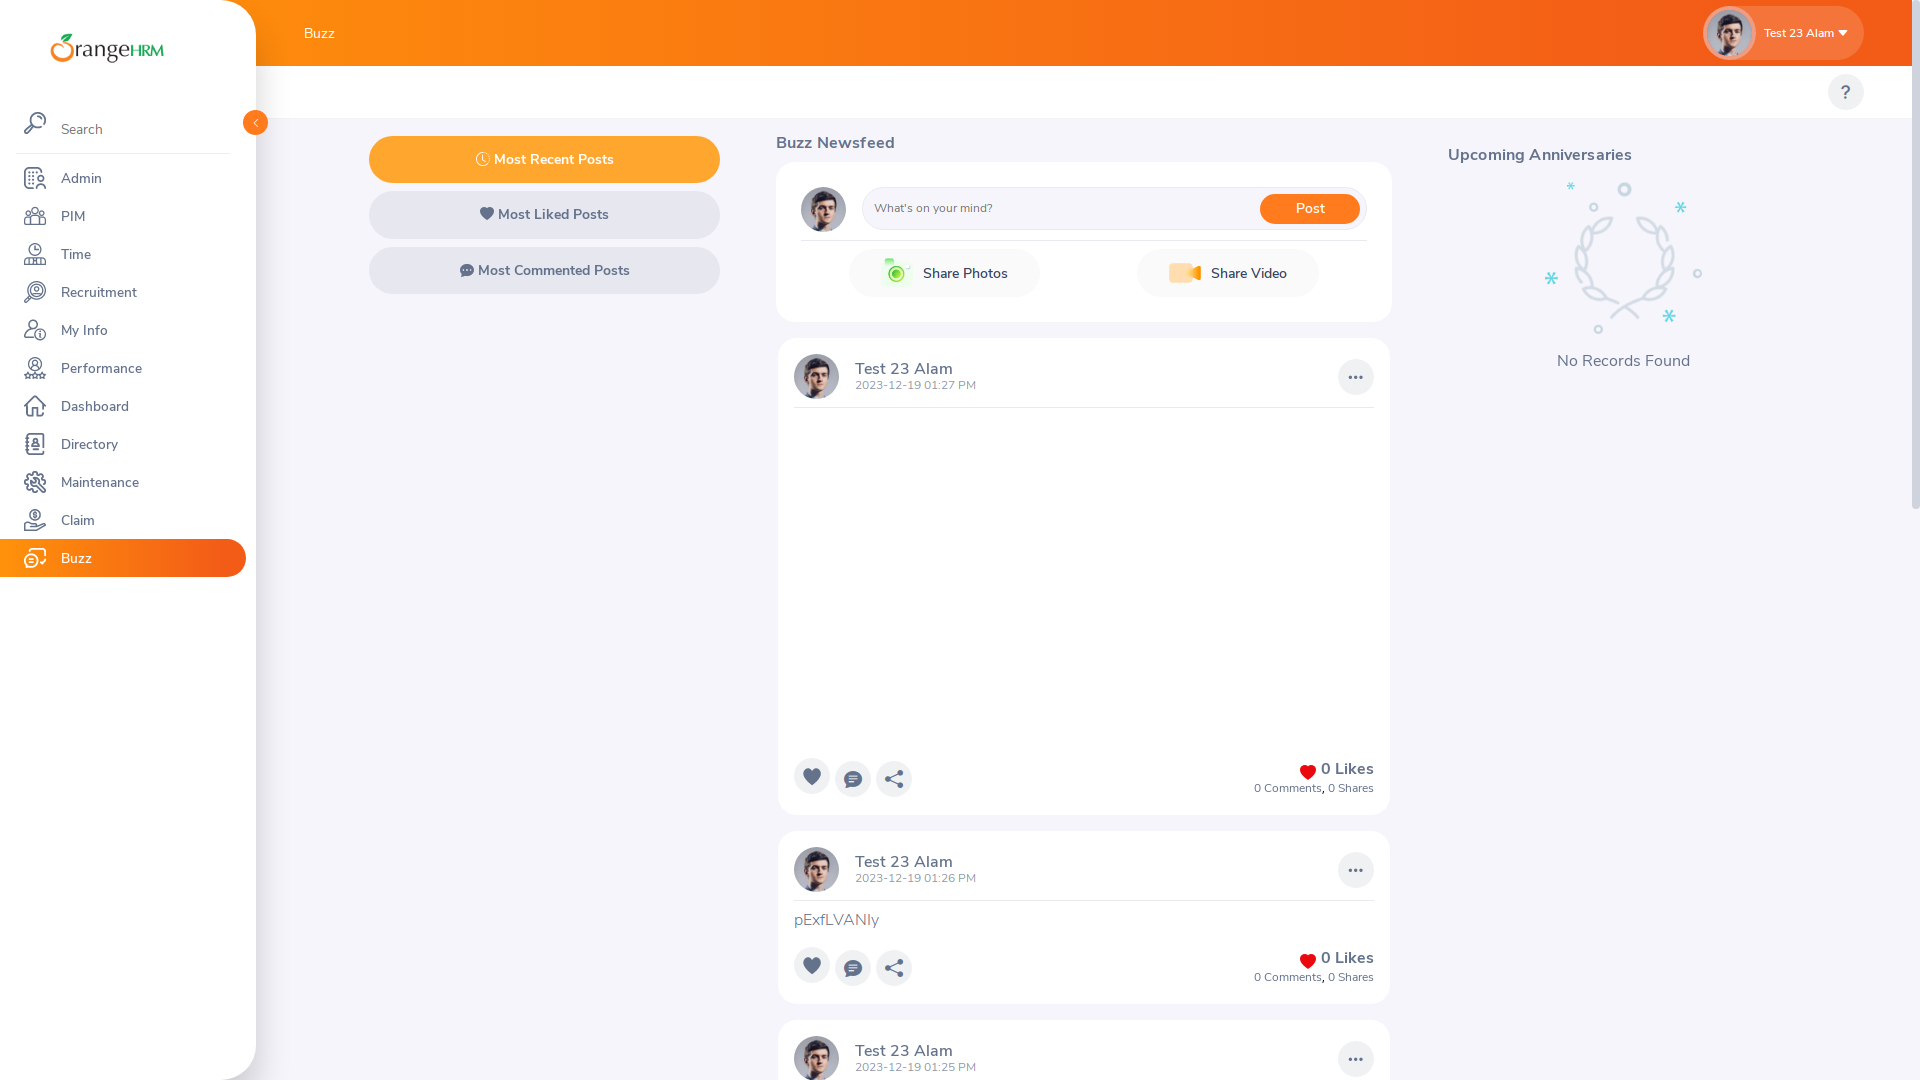 OrangeHRM
Search
Admin
PIM
Time
Recruitment
My Info
Performance
Dashboard
Directory
Maintenance
Claim
Buzz
Buzz
Test 23 Alam
?
Most Recent Posts
Most Liked Posts
Most Commented Posts
Buzz Newsfeed
What's on your mind?
Post
Share Photos
Share Video
Test 23 Alam
2023-12-19 01:27 PM
0 Likes
0 Comments, 0 Shares
Test 23 Alam
2023-12-19 01:26 PM
pExfLVANIy
0 Likes
0 Comments, 0 Shares
Test 23 Alam
2023-12-19 01:25 PM
Upcoming Anniversaries
No Records Found